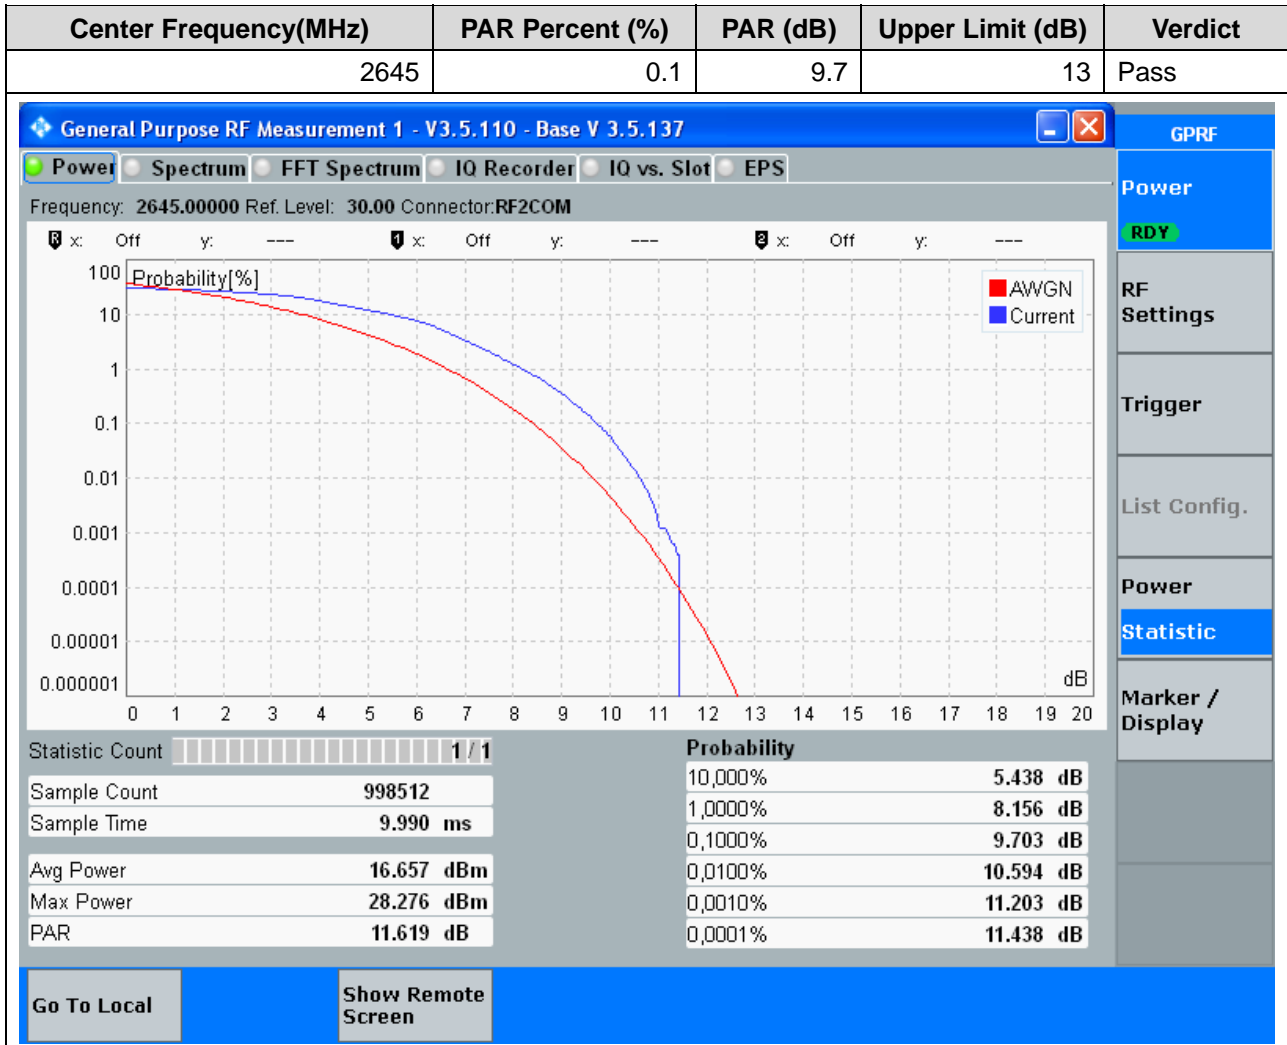 Center Frequency(MHz) PAR Percent (%) PAR (dB) Upper Limit (dB) Verdict
2645 0.1 9.7 13 Pass
General Purpose RF Measurement 1 - V3.5.110 - Base V 3.5.137
GPRF
Power Spectrum FFT Spectrum IQ Recorder IQ vs. Slot EPS
Frequency: 2645.00000 Ref. Level: 30.00 Connector:RF2COM
R x: Off y: --- 1 x: Off y: --- 2 x: Off y: ---
Probability[%]
100
10
1
0.1
0.01
0.001
0.0001
0.00001
0.000001
AWGN
Current
dB
0 1 2 3 4 5 6 7 8 9 10 11 12 13 14 15 16 17 18 19 20
Power
RDY
RF
Settings
Trigger
List Config.
Power
Statistic
Marker /
Display
Statistic Count 1 / 1
Sample Count 998512
Sample Time 9.990 ms
Avg Power 16.657 dBm
Max Power 28.276 dBm
PAR 11.619 dB
Probability
10,000% 5.438 dB
1,0000% 8.156 dB
0,1000% 9.703 dB
0,0100% 10.594 dB
0,0010% 11.203 dB
0,0001% 11.438 dB
Go To Local
Show Remote
Screen